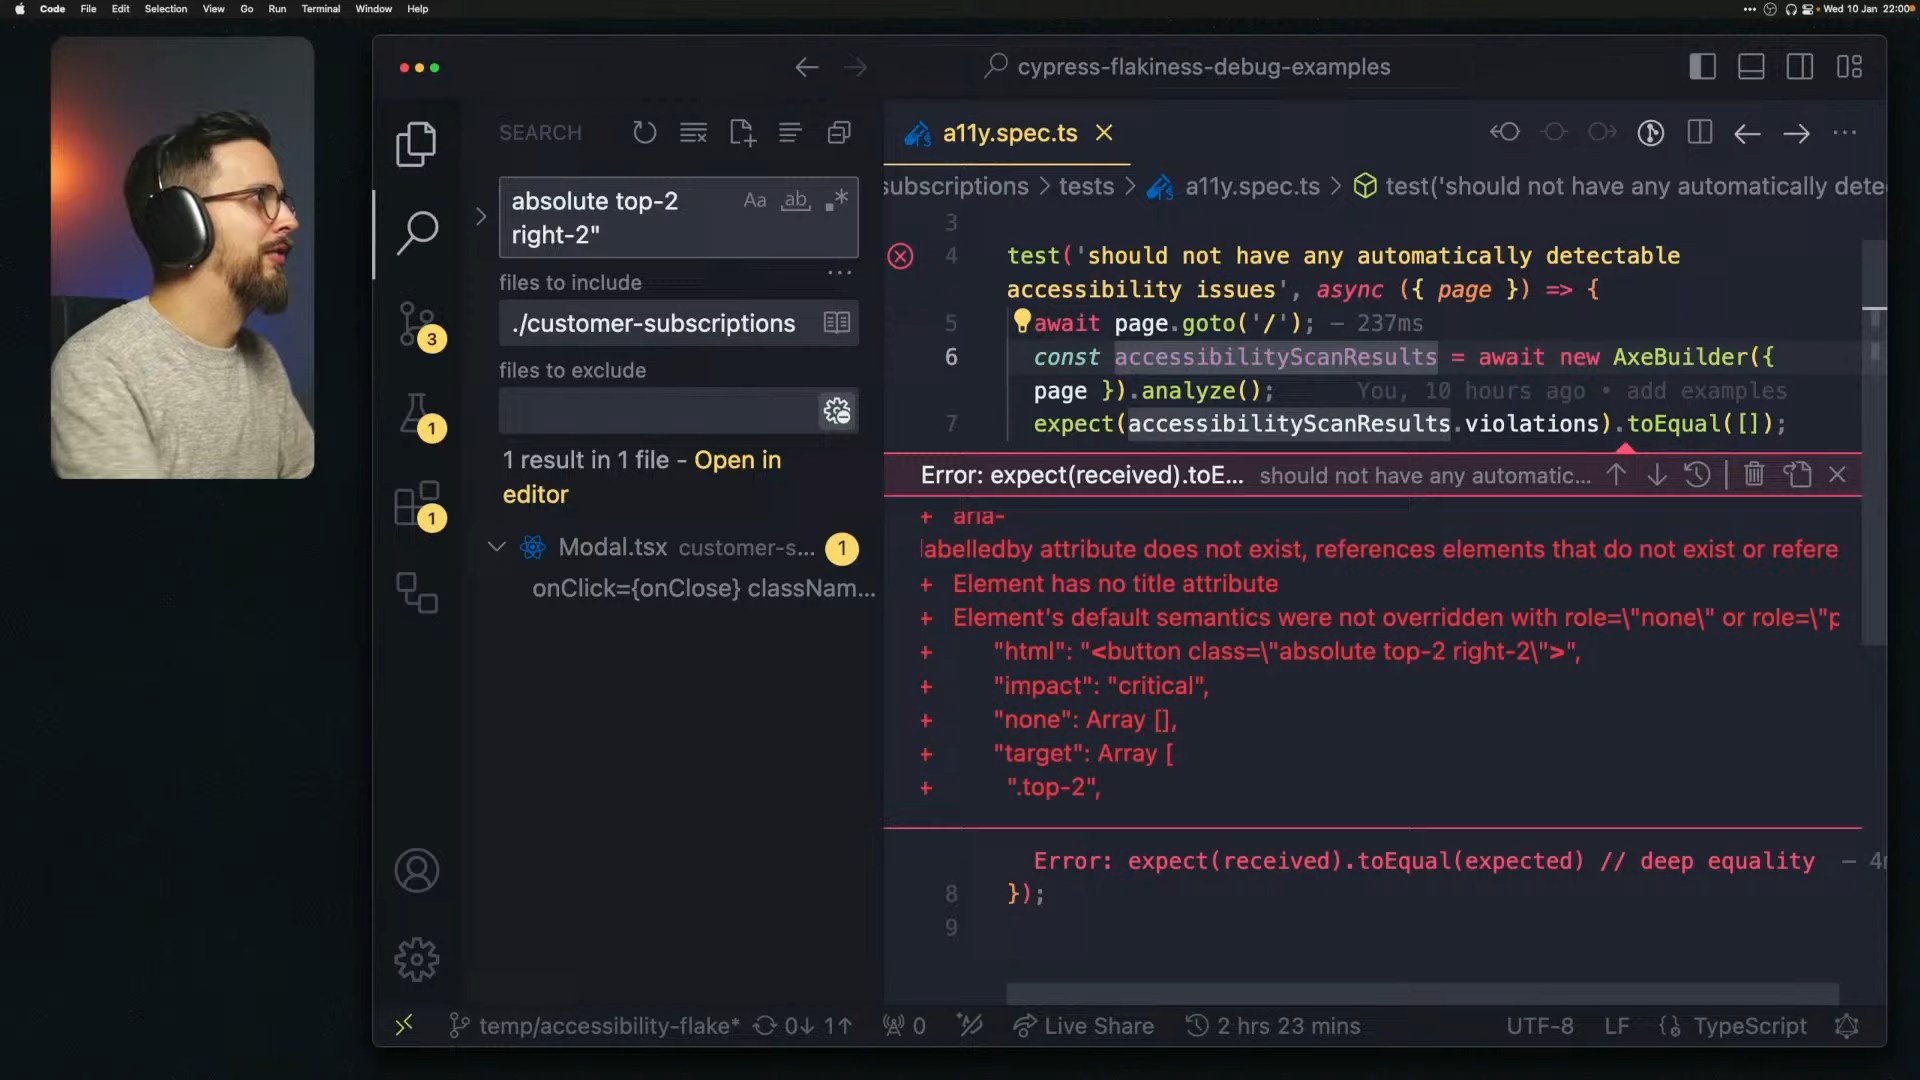 Code File Edit Selection View Go Run Terminal Window Help
Wed 10 Jan 22:00
cypress-flakiness-debug-examples
SEARCH
absolute top-2
right-2"
Aa ab .*
files to include
./customer-subscriptions
files to exclude
1 result in 1 file - Open in
editor
Modal.tsx customer-s... 1
onClick={onClose} classNam...
3
1
1
a11y.spec.ts
subscriptions > tests > a11y.spec.ts > test('should not have any automatically dete
3
4 test('should not have any automatically detectable
accessibility issues', async ({ page }) => {
5 await page.goto('/'); — 237ms
6 const accessibilityScanResults = await new AxeBuilder({
page }).analyze(); You, 10 hours ago • add examples
7 expect(accessibilityScanResults.violations).toEqual([]);
Error: expect(received).toE... should not have any automatic...
+ aria-
labelledby attribute does not exist, references elements that do not exist or refere
+ Element has no title attribute
+ Element's default semantics were not overridden with role=\"none\" or role=\"p
+ "html": "<button class=\"absolute top-2 right-2\">",
+ "impact": "critical",
+ "none": Array [],
+ "target": Array [
+ ".top-2",
Error: expect(received).toEqual(expected) // deep equality — 4
8 });
9
temp/accessibility-flake* 0↓ 1↑ 0 Live Share 2 hrs 23 mins UTF-8 LF TypeScript